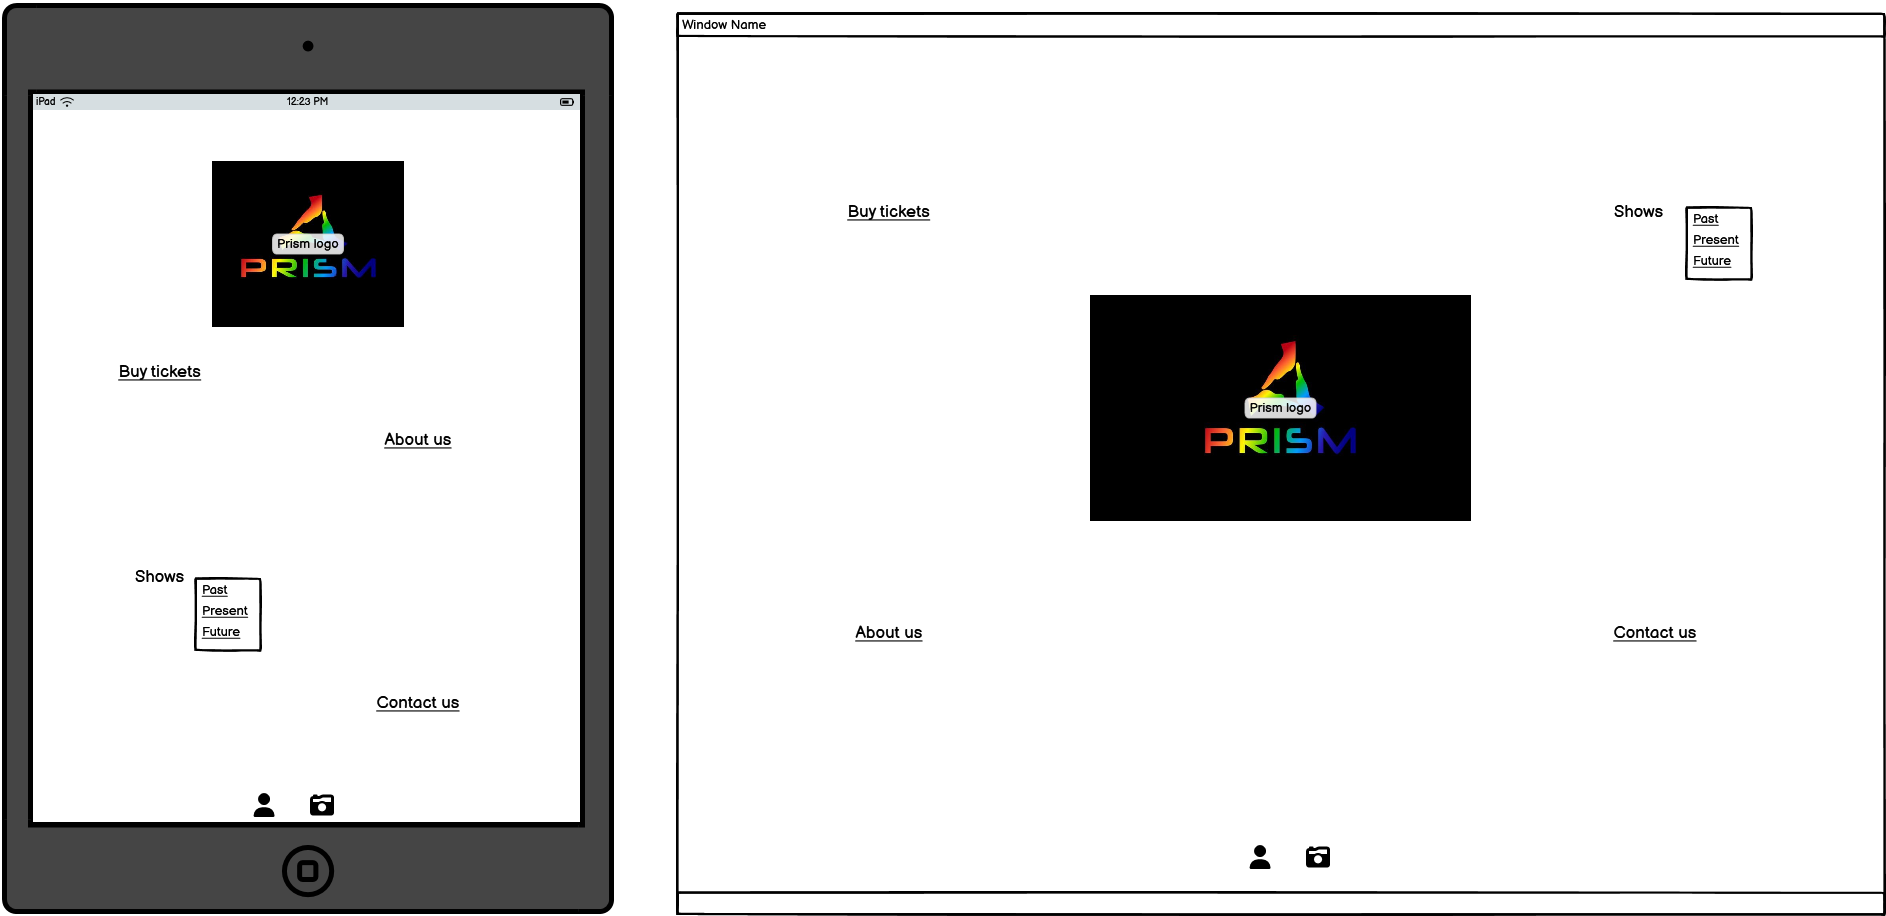 iPad
12:23 PM
Prism logo
PRISM
Buy tickets
About us
Shows
Past
Present
Future
Contact us
Window Name
Buy tickets
Shows
Past
Present
Future
Prism logo
PRISM
About us
Contact us